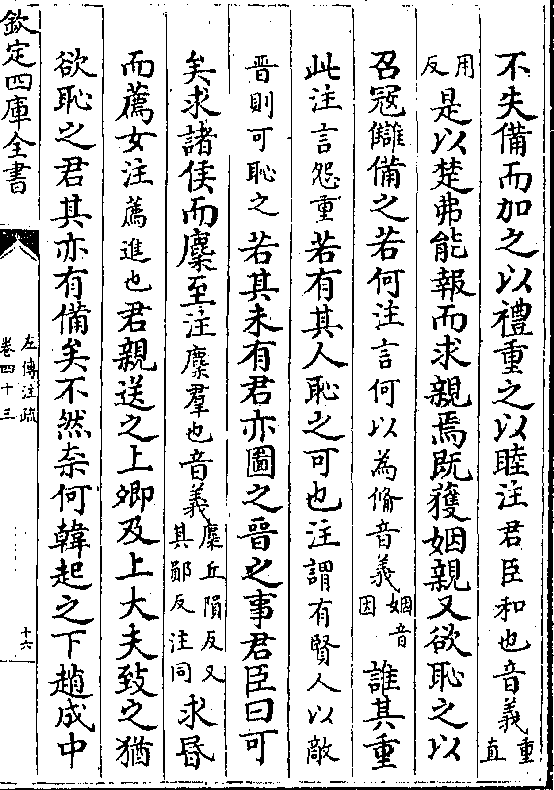 不失備而加之以禮重之以睦注君臣和也音義重直
用反是以楚弗能報而求親焉既獲姻親又欲恥之以
召冦讎備之若何注言何以為脩音義姻音因誰其重
此注言怨重若有其人恥之可也注謂有賢人以敵
晉則可恥之若其未有君亦圖之晉之事君臣曰可
矣求諸侯而麇至注麇羣也音義麇丘隕反又其郧反注同求昏
而薦女注薦進也君親送之上卿及上大夫致之猶
欲恥之君其亦有備矣不然奈何韓起之下趙成中
欽定四庫全書
左傳注疏
卷四十三
十六